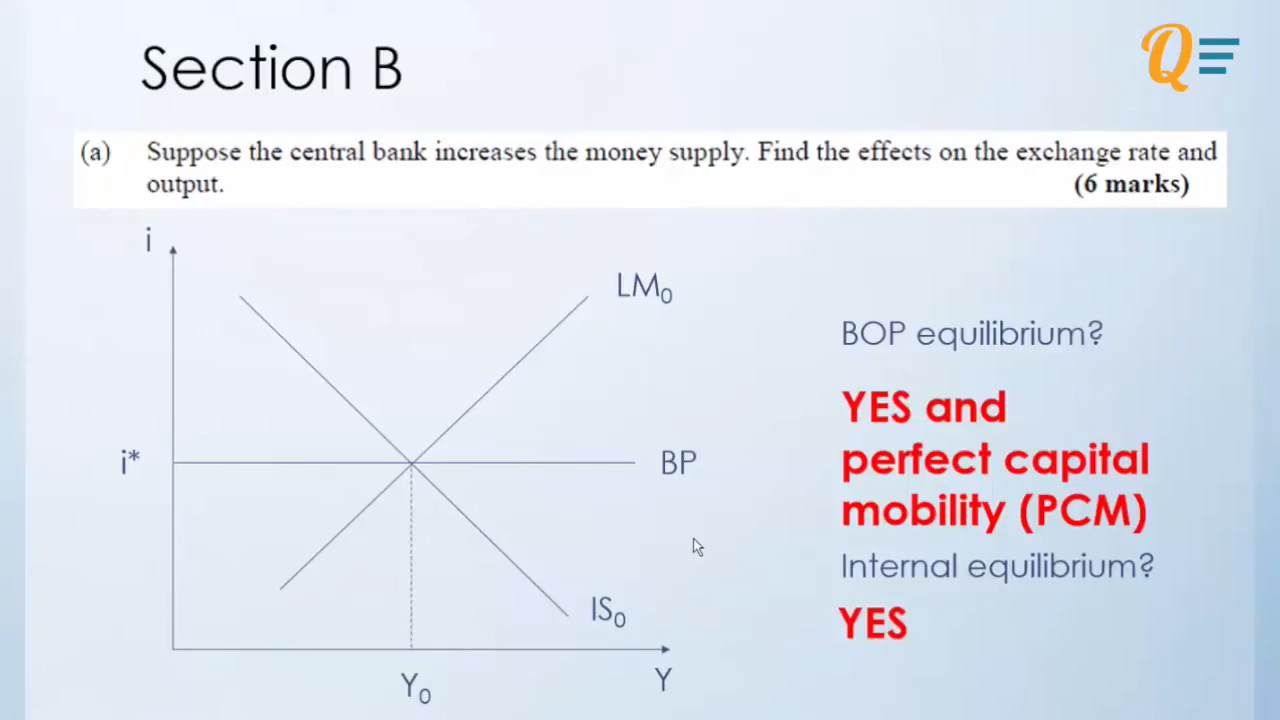 Section B
Q
(a) Suppose the central bank increases the money supply. Find the effects on the exchange rate and
output. (6 marks)
i
LM₀
BOP equilibrium?
YES and
perfect capital
mobility (PCM)
i*
BP
Internal equilibrium?
YES
IS₀
Y₀
Y